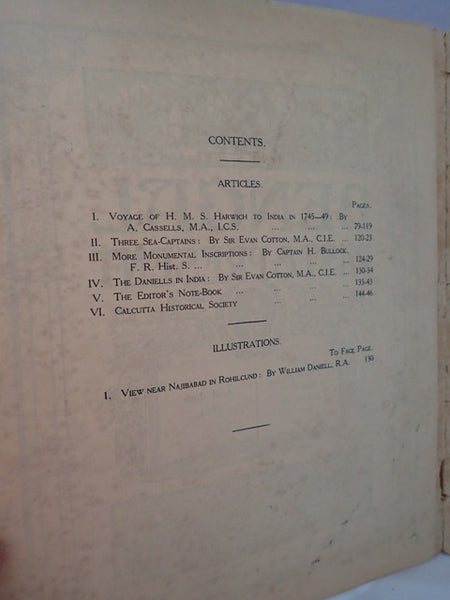 CONTENTS.
ARTICLES.
PAGES.
I. VOYAGE OF H. M. S. HARWICH TO INDIA IN 1745—49: BY
A. CASSELLS, M.A., I.C.S. ... ... ... 79-119
II. THREE SEA-CAPTAINS: BY SIR EVAN COTTON, M.A., C.I.E. ... 120-23
III. MORE MONUMENTAL INSCRIPTIONS: BY CAPTAIN H. BULLOCK,
F. R. HIST. S. ... ... ... ... 124-29
IV. THE DANIELLS IN INDIA: BY SIR EVAN COTTON, M.A., C.I.E. ... 130-34
V. THE EDITOR'S NOTE-BOOK ... ... ... ... 135-43
VI. CALCUTTA HISTORICAL SOCIETY ... ... ... 144-46
ILLUSTRATIONS.
TO FACE PAGE.
I. VIEW NEAR NAJIBABAD IN ROHILCUND: BY WILLIAM DANIELL, R.A. 130